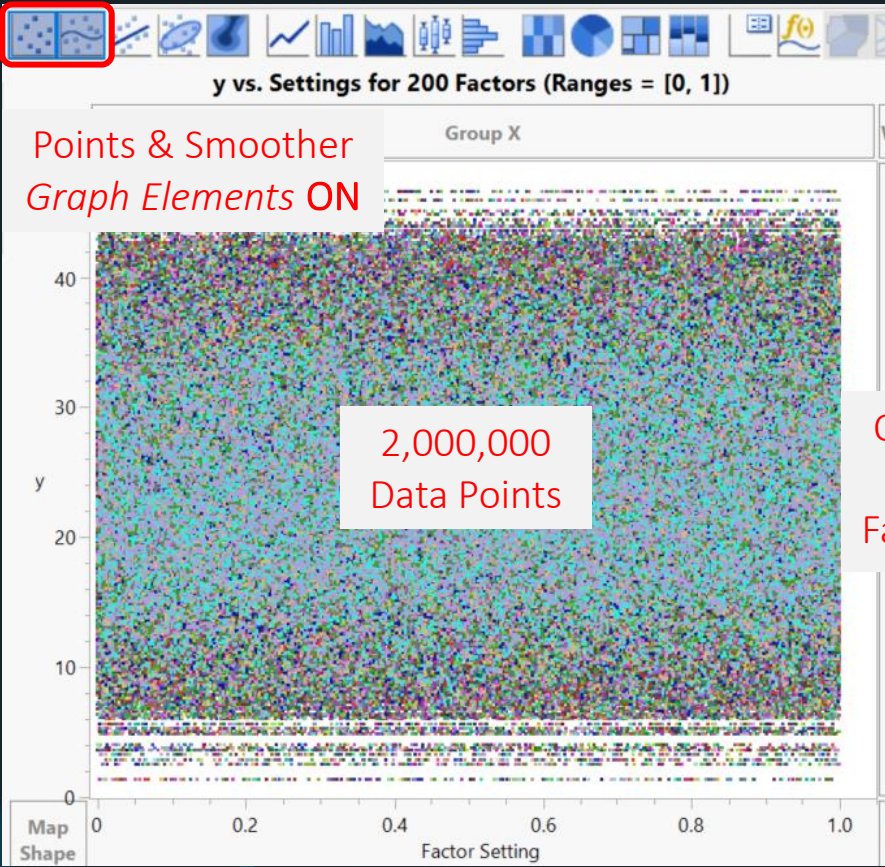 y vs. Settings for 200 Factors (Ranges = [0, 1])
Group X
Points & Smoother
Graph Elements ON
40
30
2,000,000
Data Points
y
20
10
0
Map
Shape
0
0.2
0.4
0.6
0.8
1.0
Factor Setting